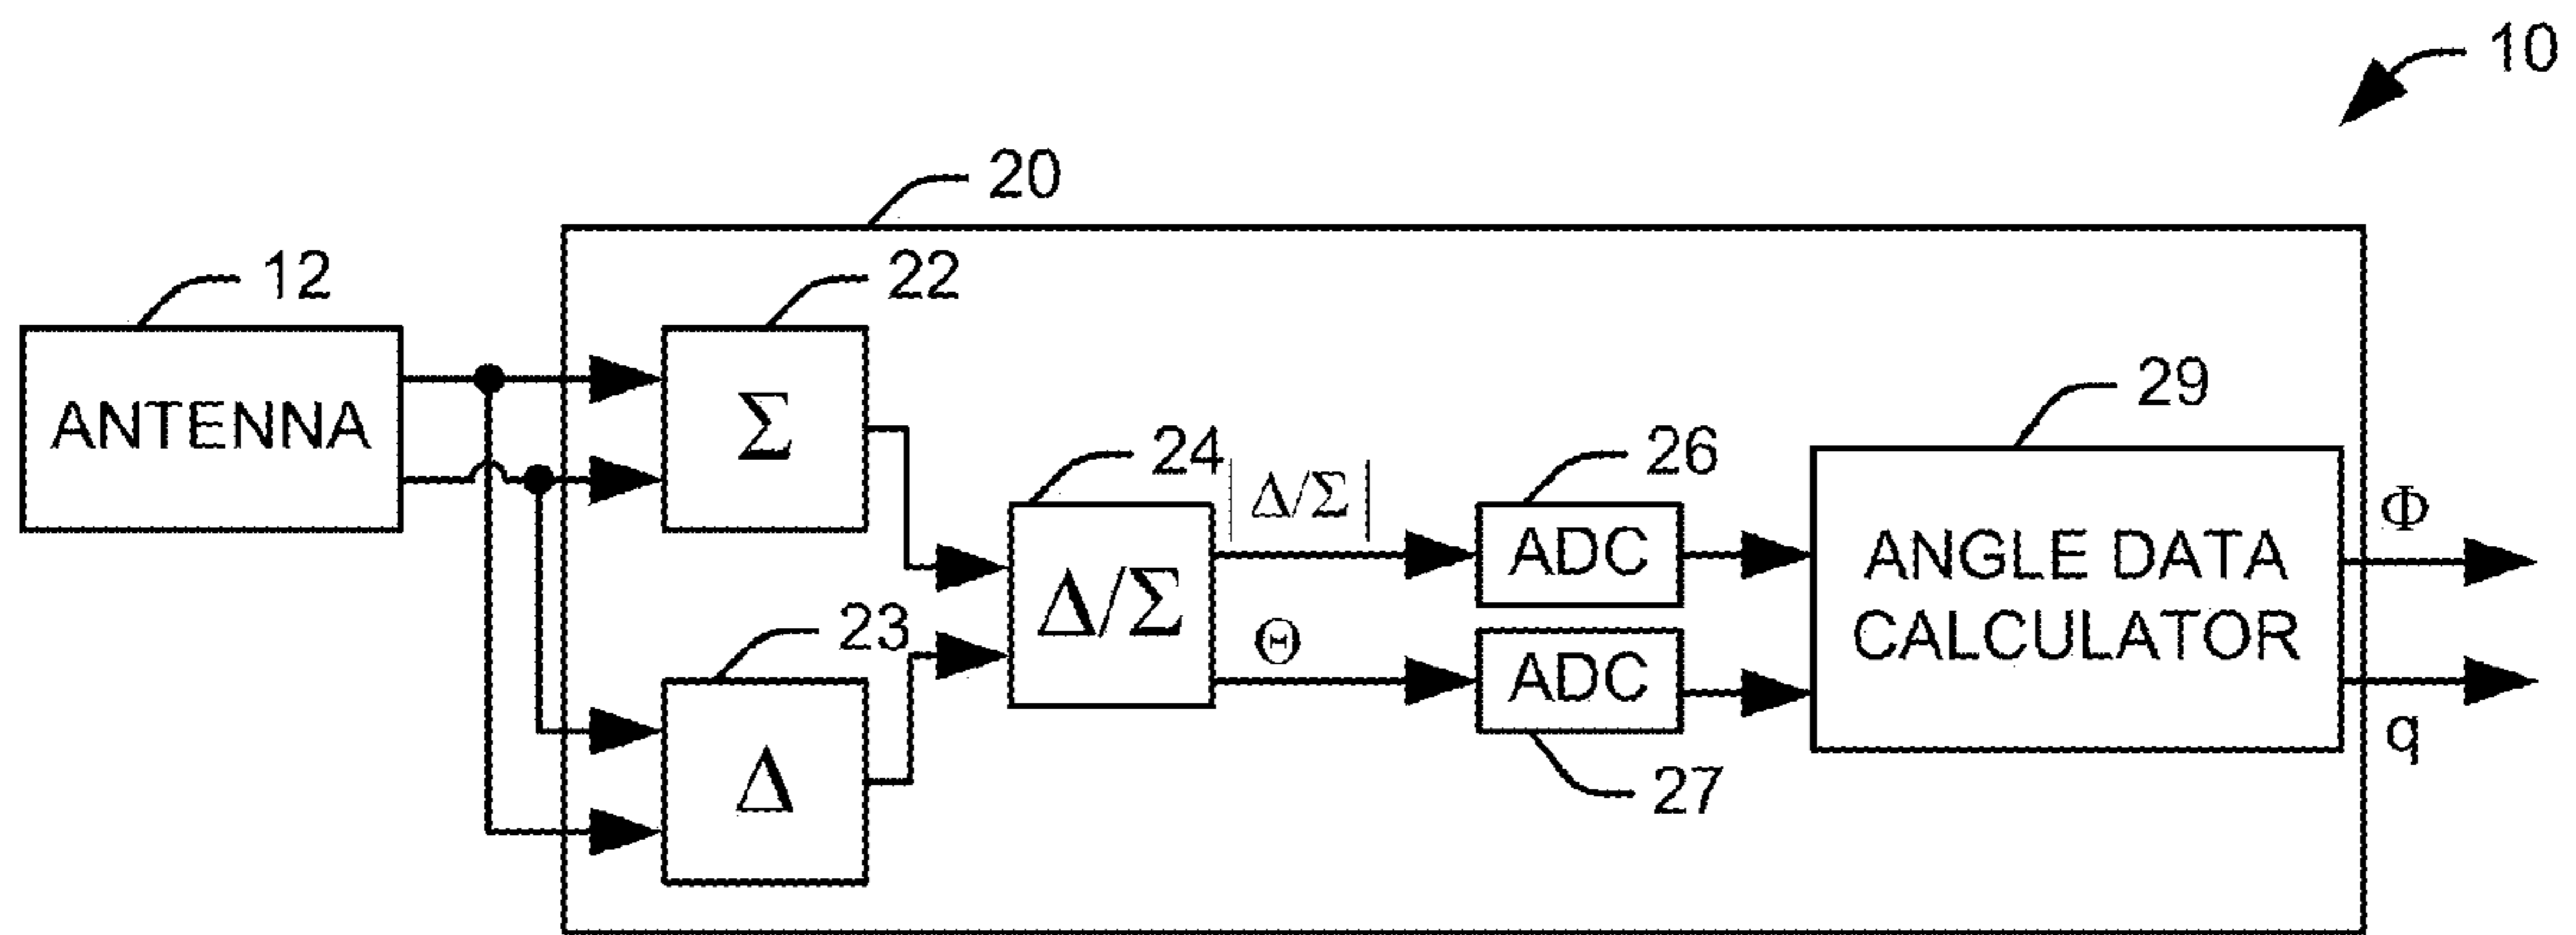 10
20
12
22
ANTENNA
Σ
29
24
|Δ/Σ|
26
ADC
Δ/Σ
ANGLE DATA
CALCULATOR
Φ
23
Θ
ADC
27
Δ
q